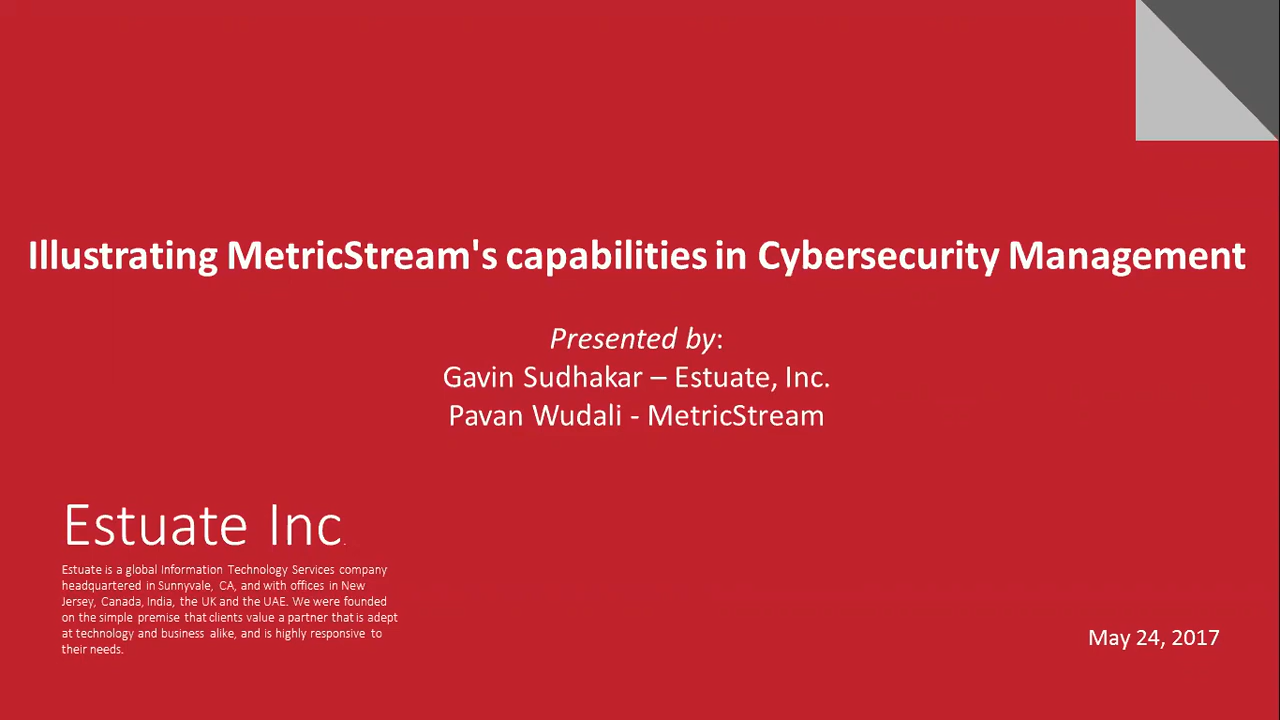 Illustrating MetricStream's capabilities in Cybersecurity Management
Presented by:
Gavin Sudhakar – Estuate, Inc.
Pavan Wudali - MetricStream
Estuate Inc.
Estuate is a global Information Technology Services company
headquartered in Sunnyvale, CA, and with offices in New
Jersey, Canada, India, the UK and the UAE. We were founded
on the simple premise that clients value a partner that is adept
at technology and business alike, and is highly responsive to
their needs.
May 24, 2017